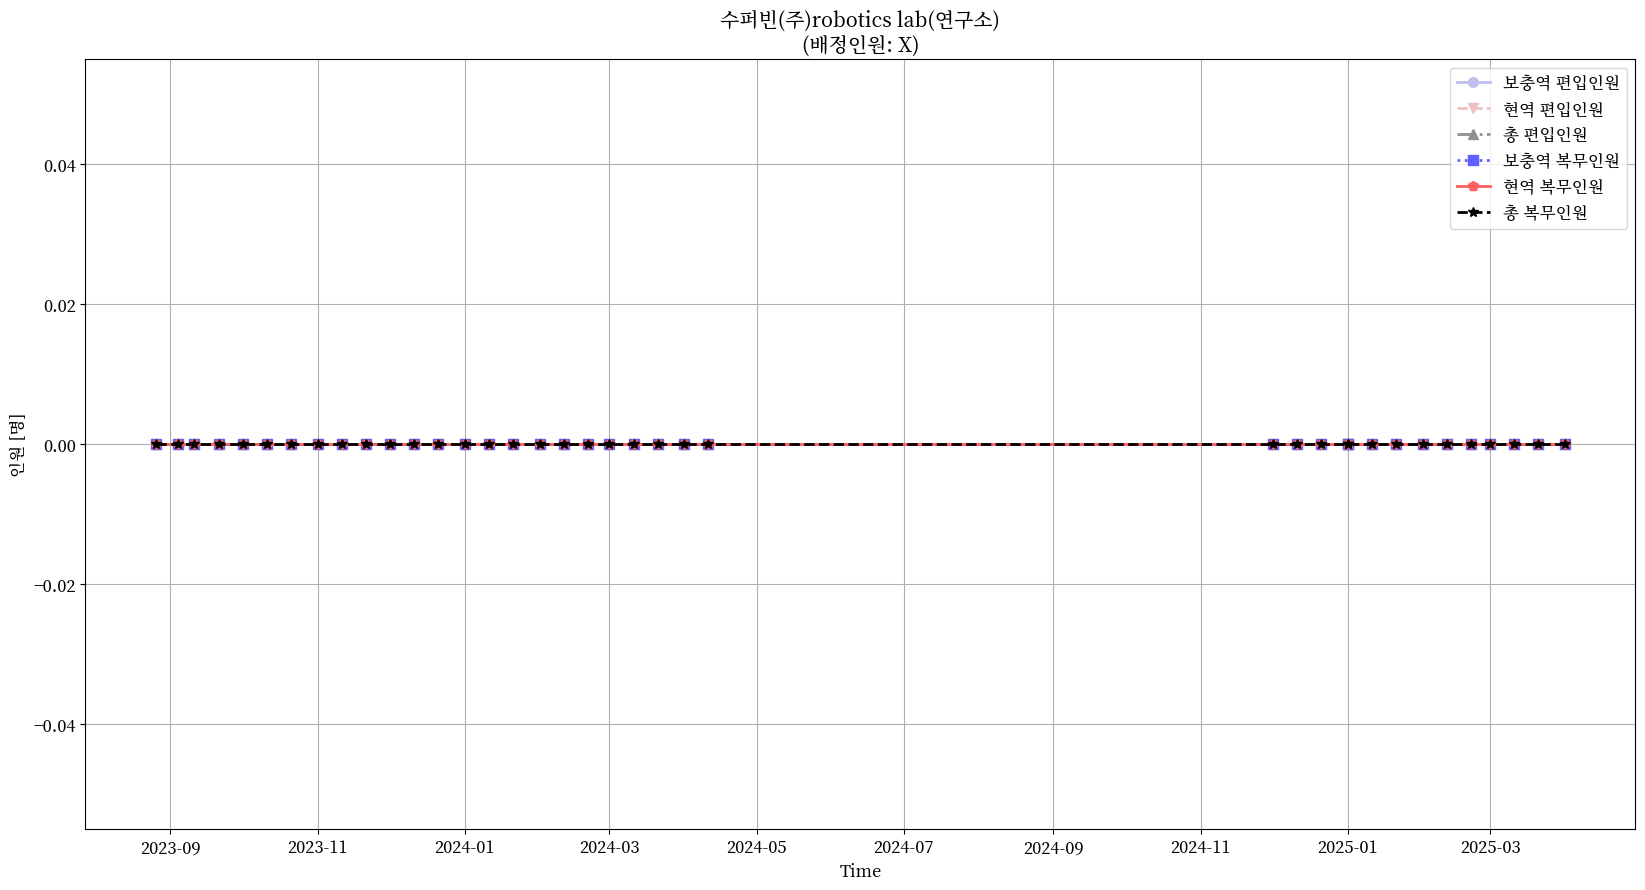 수퍼빈(주)robotics lab(연구소)
(배정인원: X)
보충역 편입인원
현역 편입인원
총 편입인원
보충역 복무인원
현역 복무인원
총 복무인원
인원 [명]
0.04
0.02
0.00
−0.02
−0.04
2023-09
2023-11
2024-01
2024-03
2024-05
2024-07
2024-09
2024-11
2025-01
2025-03
Time